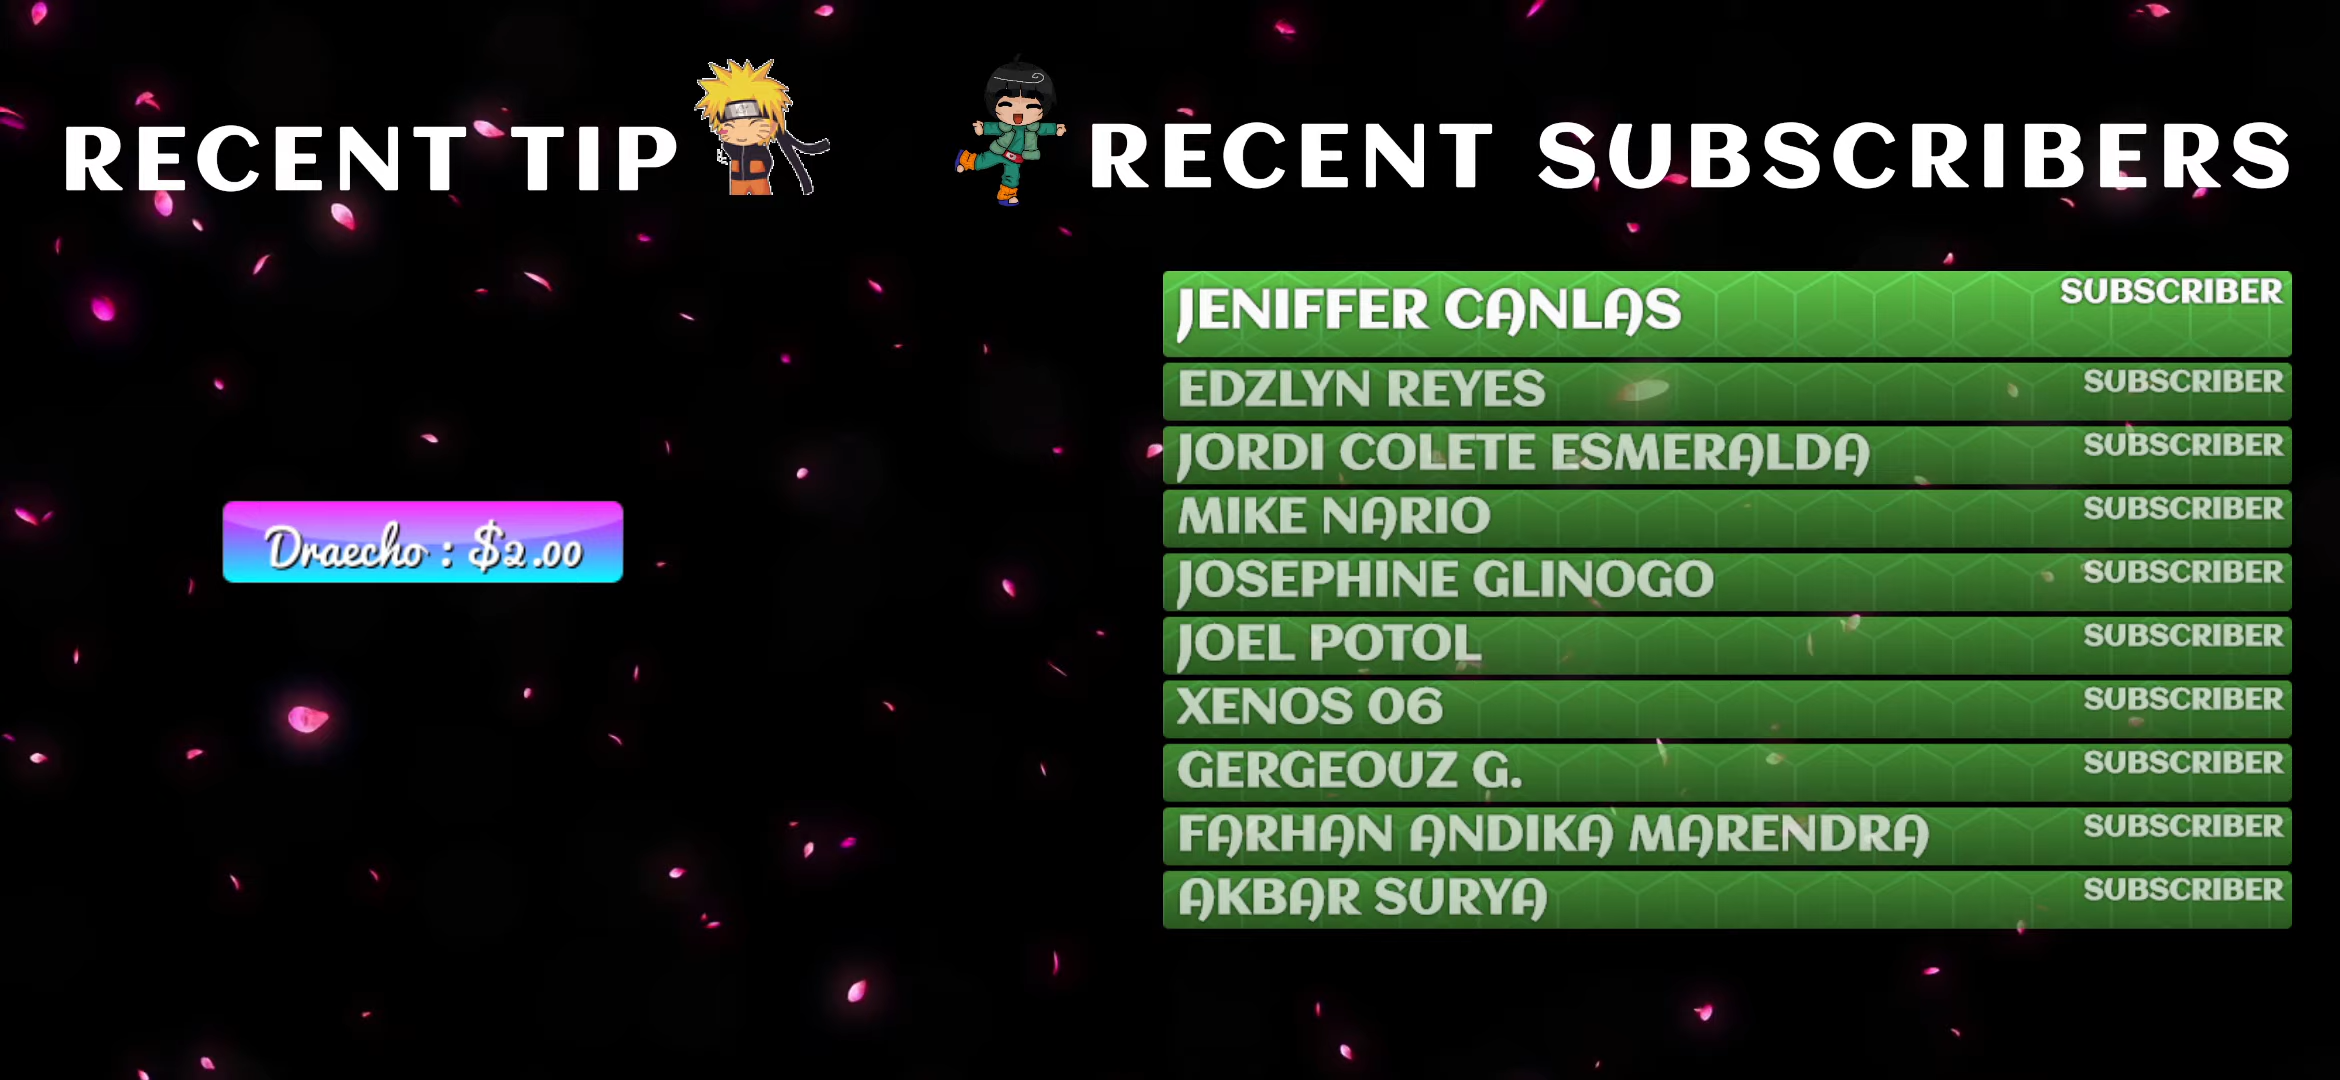 RECENT TIP
Draecho : $2.00
RECENT SUBSCRIBERS
JENIFFER CANLAS SUBSCRIBER
EDZLYN REYES SUBSCRIBER
JORDI COLETE ESMERALDA SUBSCRIBER
MIKE NARIO SUBSCRIBER
JOSEPHINE GLINOGO SUBSCRIBER
JOEL POTOL SUBSCRIBER
XENOS 06 SUBSCRIBER
GERGEOUZ G. SUBSCRIBER
FARHAN ANDIKA MARENDRA SUBSCRIBER
AKBAR SURYA SUBSCRIBER